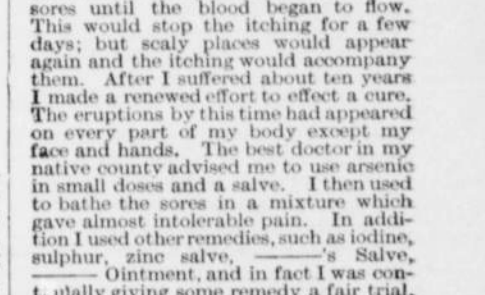 sores until the blood began to flow.
This would stop the itching for a few
days; but scaly places would appear
again and the itching would accompany
them. After I suffered about ten years
I made a renewed effort to effect a cure.
The eruptions by this time had appeared
on every part of my body except my
face and hands. The best doctor in my
native county advised me to use arsenic
in small doses and a salve. I then used
to bathe the sores in a mixture which
gave almost intolerable pain. In addi-
tion I used other remedies, such as iodine,
sulphur, zinc salve, ———'s Salve,
——— Ointment, and in fact I was con-
giving some remedy a fair trial,